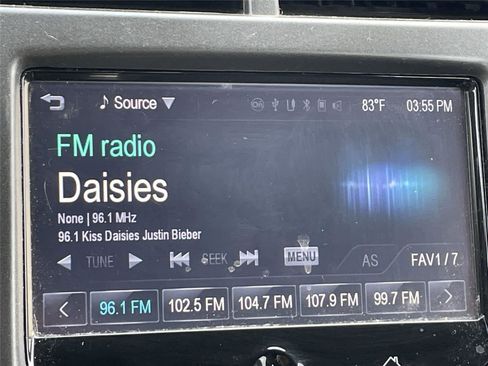 Source 83°F 03:55 PM
FM radio
Daisies
None | 96.1 MHz
96.1 Kiss Daisies Justin Bieber
TUNE SEEK MENU AS FAV1 / 7
96.1 FM 102.5 FM 104.7 FM 107.9 FM 99.7 FM